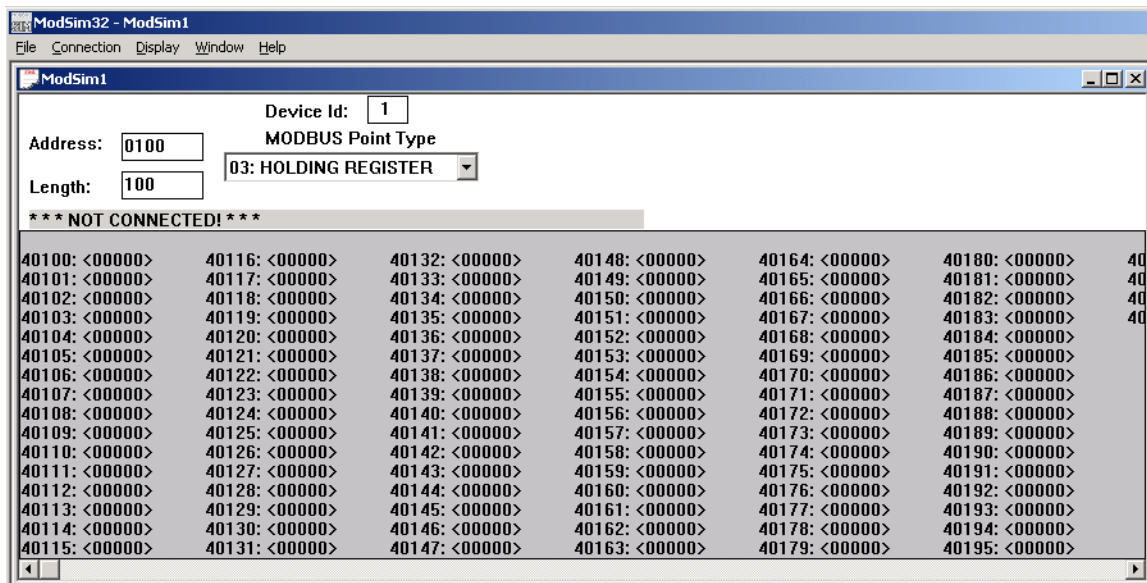 ModSim32 - ModSim1
File Connection Display Window Help
ModSim1
Device Id: 1
Address: 0100
MODBUS Point Type
03: HOLDING REGISTER
Length: 100
* * * NOT CONNECTED! * * *
40100: <00000> 40116: <00000> 40132: <00000> 40148: <00000> 40164: <00000> 40180: <00000> 40
40101: <00000> 40117: <00000> 40133: <00000> 40149: <00000> 40165: <00000> 40181: <00000> 40
40102: <00000> 40118: <00000> 40134: <00000> 40150: <00000> 40166: <00000> 40182: <00000> 40
40103: <00000> 40119: <00000> 40135: <00000> 40151: <00000> 40167: <00000> 40183: <00000> 40
40104: <00000> 40120: <00000> 40136: <00000> 40152: <00000> 40168: <00000> 40184: <00000>
40105: <00000> 40121: <00000> 40137: <00000> 40153: <00000> 40169: <00000> 40185: <00000>
40106: <00000> 40122: <00000> 40138: <00000> 40154: <00000> 40170: <00000> 40186: <00000>
40107: <00000> 40123: <00000> 40139: <00000> 40155: <00000> 40171: <00000> 40187: <00000>
40108: <00000> 40124: <00000> 40140: <00000> 40156: <00000> 40172: <00000> 40188: <00000>
40109: <00000> 40125: <00000> 40141: <00000> 40157: <00000> 40173: <00000> 40189: <00000>
40110: <00000> 40126: <00000> 40142: <00000> 40158: <00000> 40174: <00000> 40190: <00000>
40111: <00000> 40127: <00000> 40143: <00000> 40159: <00000> 40175: <00000> 40191: <00000>
40112: <00000> 40128: <00000> 40144: <00000> 40160: <00000> 40176: <00000> 40192: <00000>
40113: <00000> 40129: <00000> 40145: <00000> 40161: <00000> 40177: <00000> 40193: <00000>
40114: <00000> 40130: <00000> 40146: <00000> 40162: <00000> 40178: <00000> 40194: <00000>
40115: <00000> 40131: <00000> 40147: <00000> 40163: <00000> 40179: <00000> 40195: <00000>